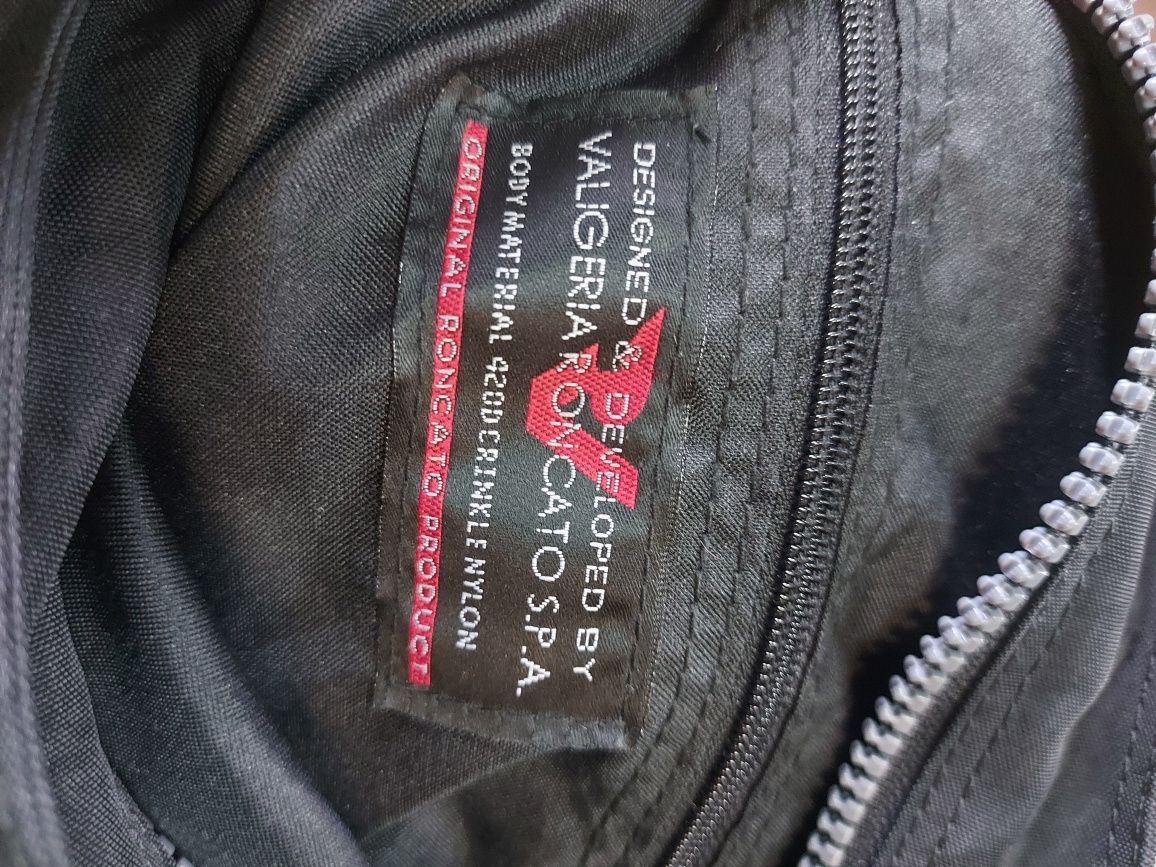 DESIGNED & DEVELOPED BY
VALIGERIA RONCATO S.P.A.
BODY MATERIAL 420D CRINKLE NYLON
ORIGINAL RONCATO PRODUCT